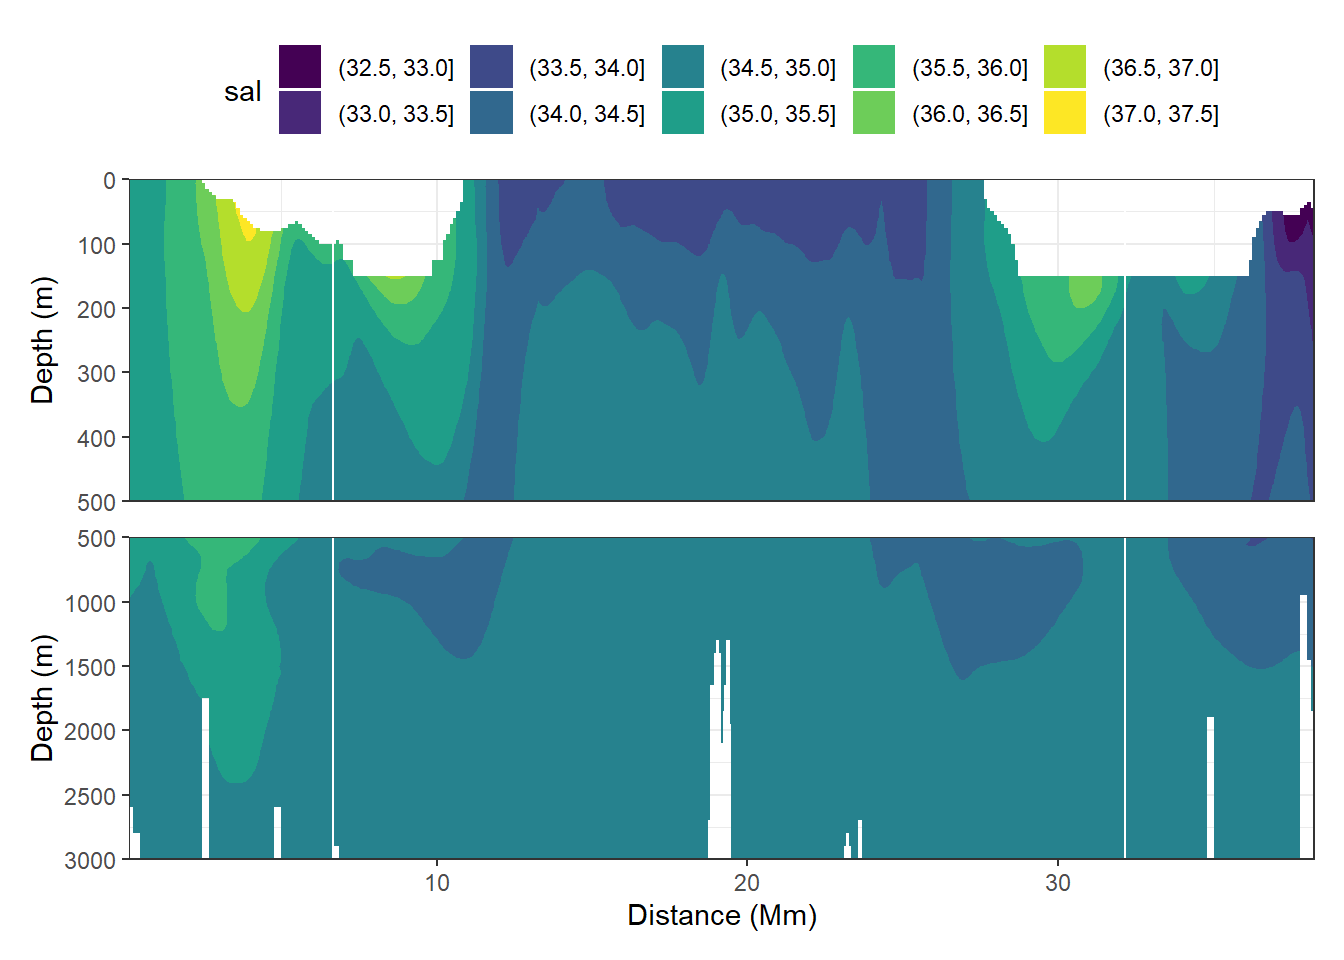 sal
(32.5, 33.0] (33.5, 34.0] (34.5, 35.0] (35.5, 36.0] (36.5, 37.0]
(33.0, 33.5] (34.0, 34.5] (35.0, 35.5] (36.0, 36.5] (37.0, 37.5]
Depth (m)
0
100
200
300
400
500
Depth (m)
500
1000
1500
2000
2500
3000
10 20 30
Distance (Mm)